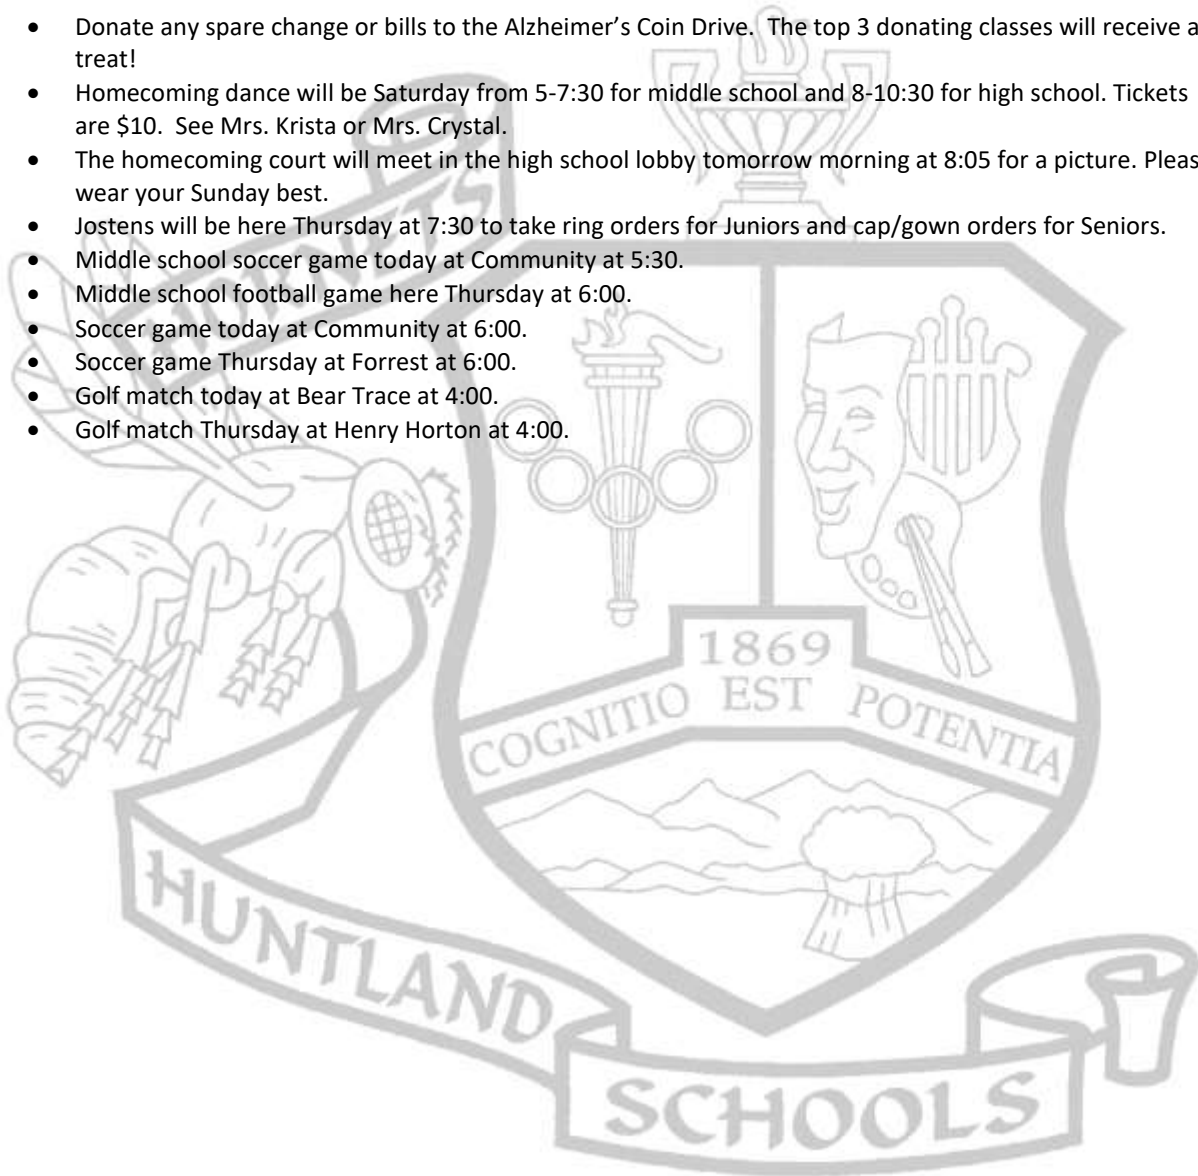 • Donate any spare change or bills to the Alzheimer’s Coin Drive.  The top 3 donating classes will receive a
treat!
• Homecoming dance will be Saturday from 5-7:30 for middle school and 8-10:30 for high school. Tickets
are $10.  See Mrs. Krista or Mrs. Crystal.
• The homecoming court will meet in the high school lobby tomorrow morning at 8:05 for a picture. Pleas
wear your Sunday best.
• Jostens will be here Thursday at 7:30 to take ring orders for Juniors and cap/gown orders for Seniors.
• Middle school soccer game today at Community at 5:30.
• Middle school football game here Thursday at 6:00.
• Soccer game today at Community at 6:00.
• Soccer game Thursday at Forrest at 6:00.
• Golf match today at Bear Trace at 4:00.
• Golf match Thursday at Henry Horton at 4:00.
HORNETS
1869
COGNITIO EST POTENTIA
HUNTLAND
SCHOOLS